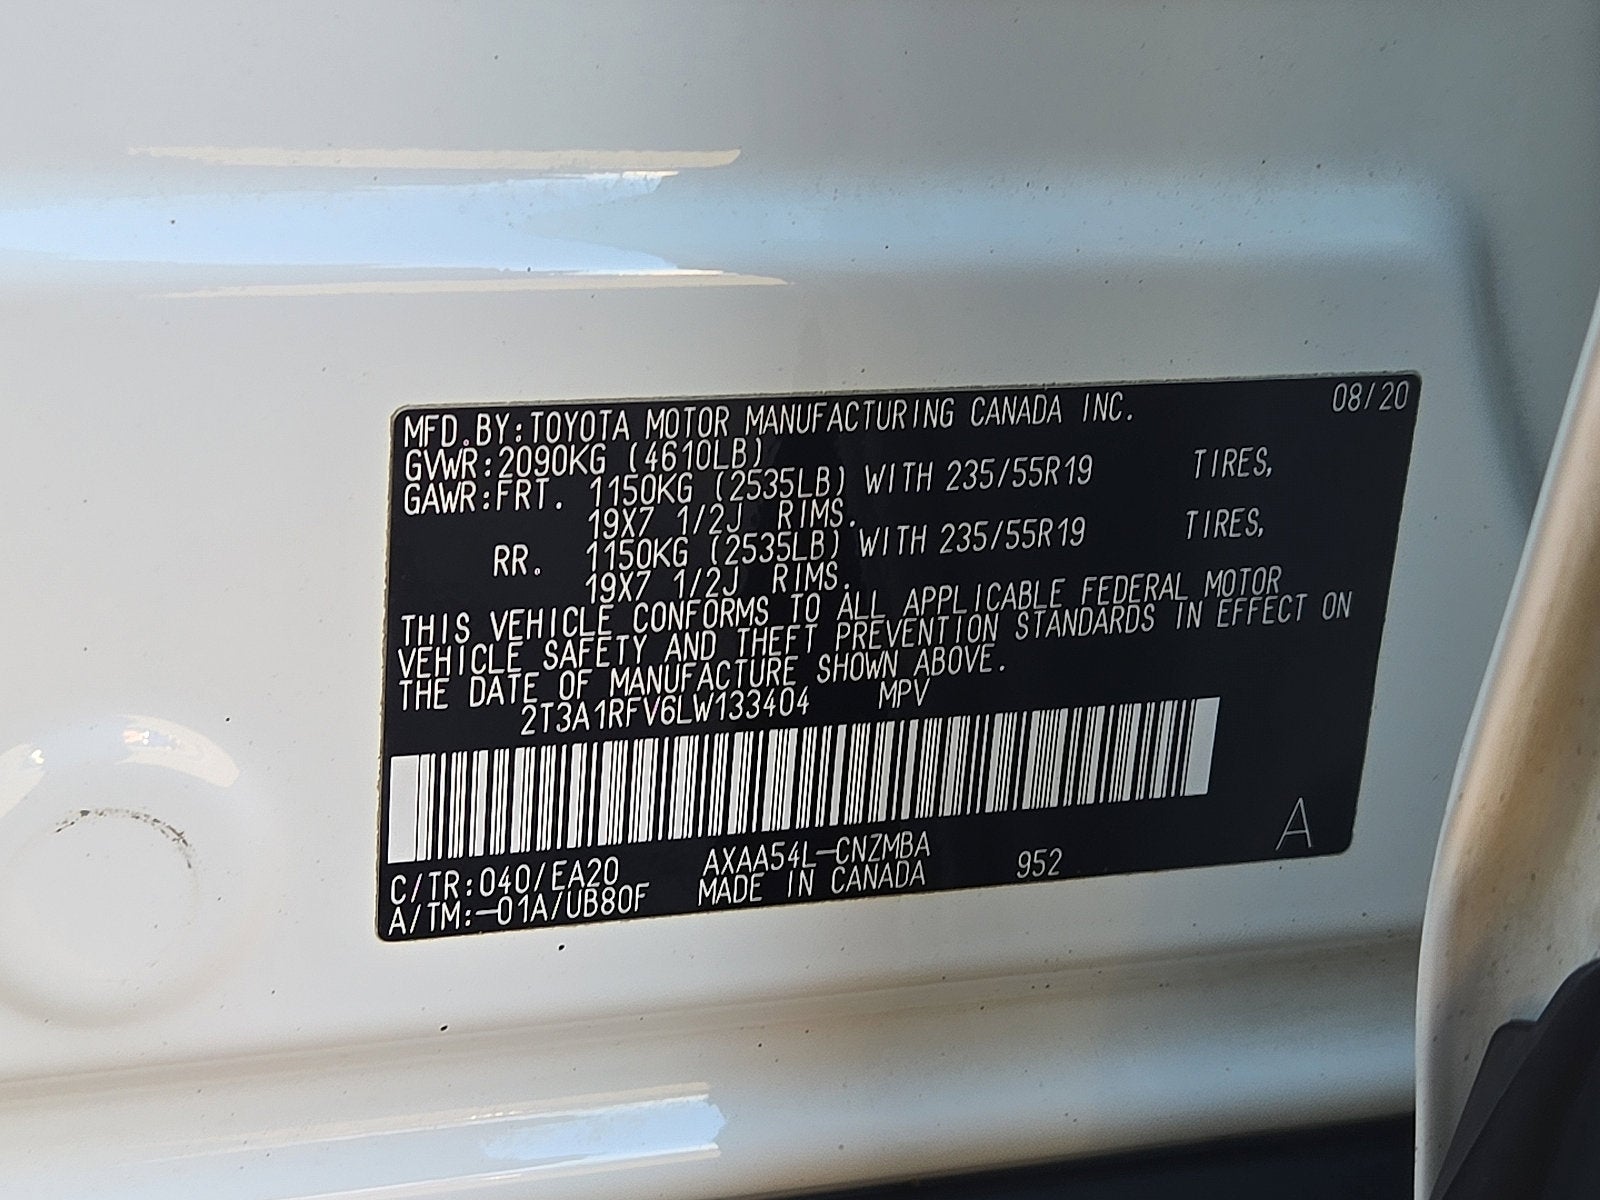 MFD.BY:TOYOTA MOTOR MANUFACTURING CANADA INC. 08/20
GVWR:2090KG (4610LB)
GAWR:FRT. 1150KG (2535LB) WITH 235/55R19 TIRES,
19X7 1/2J RIMS.
RR. 1150KG (2535LB) WITH 235/55R19 TIRES,
19X7 1/2J RIMS.
THIS VEHICLE CONFORMS TO ALL APPLICABLE FEDERAL MOTOR
VEHICLE SAFETY AND THEFT PREVENTION STANDARDS IN EFFECT ON
THE DATE OF MANUFACTURE SHOWN ABOVE.
2T3A1RFV6LW133404 MPV
A
C/TR:040/EA20 AXAA54L-CNZMBA 952
A/TM:-01A/UB80F MADE IN CANADA